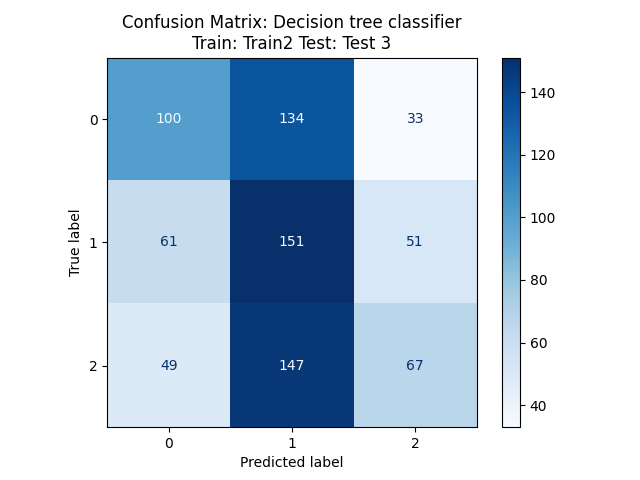 Confusion Matrix: Decision tree classifier
Train: Train2 Test: Test 3
True label
0
100 134 33
1
61 151 51
2
49 147 67
0 1 2
Predicted label
140
120
100
80
60
40